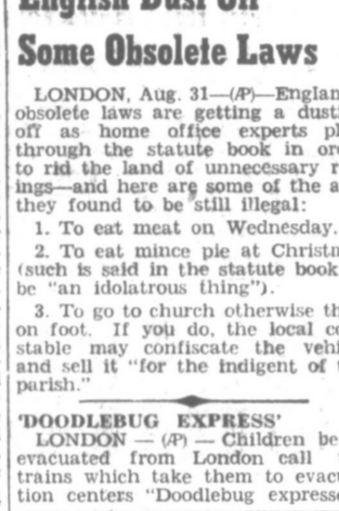 English Dust Off
Some Obsolete Laws
LONDON, Aug. 31—(AP)—Englan
obsolete laws are getting a dusti
off as home office experts pl
through the statute book in or
to rid the land of unnecessary r
ings—and here are some of the a
they found to be still illegal:
1. To eat meat on Wednesday.
2. To eat mince pie at Christm
(such is said in the statute book
be "an idolatrous thing").
3. To go to church otherwise th
on foot. If you do, the local co
stable may confiscate the vehi
and sell it "for the indigent of t
parish."
'DOODLEBUG EXPRESS'
LONDON — (AP) — Children be
evacuated from London call
trains which take them to evacu
tion centers "Doodlebug express